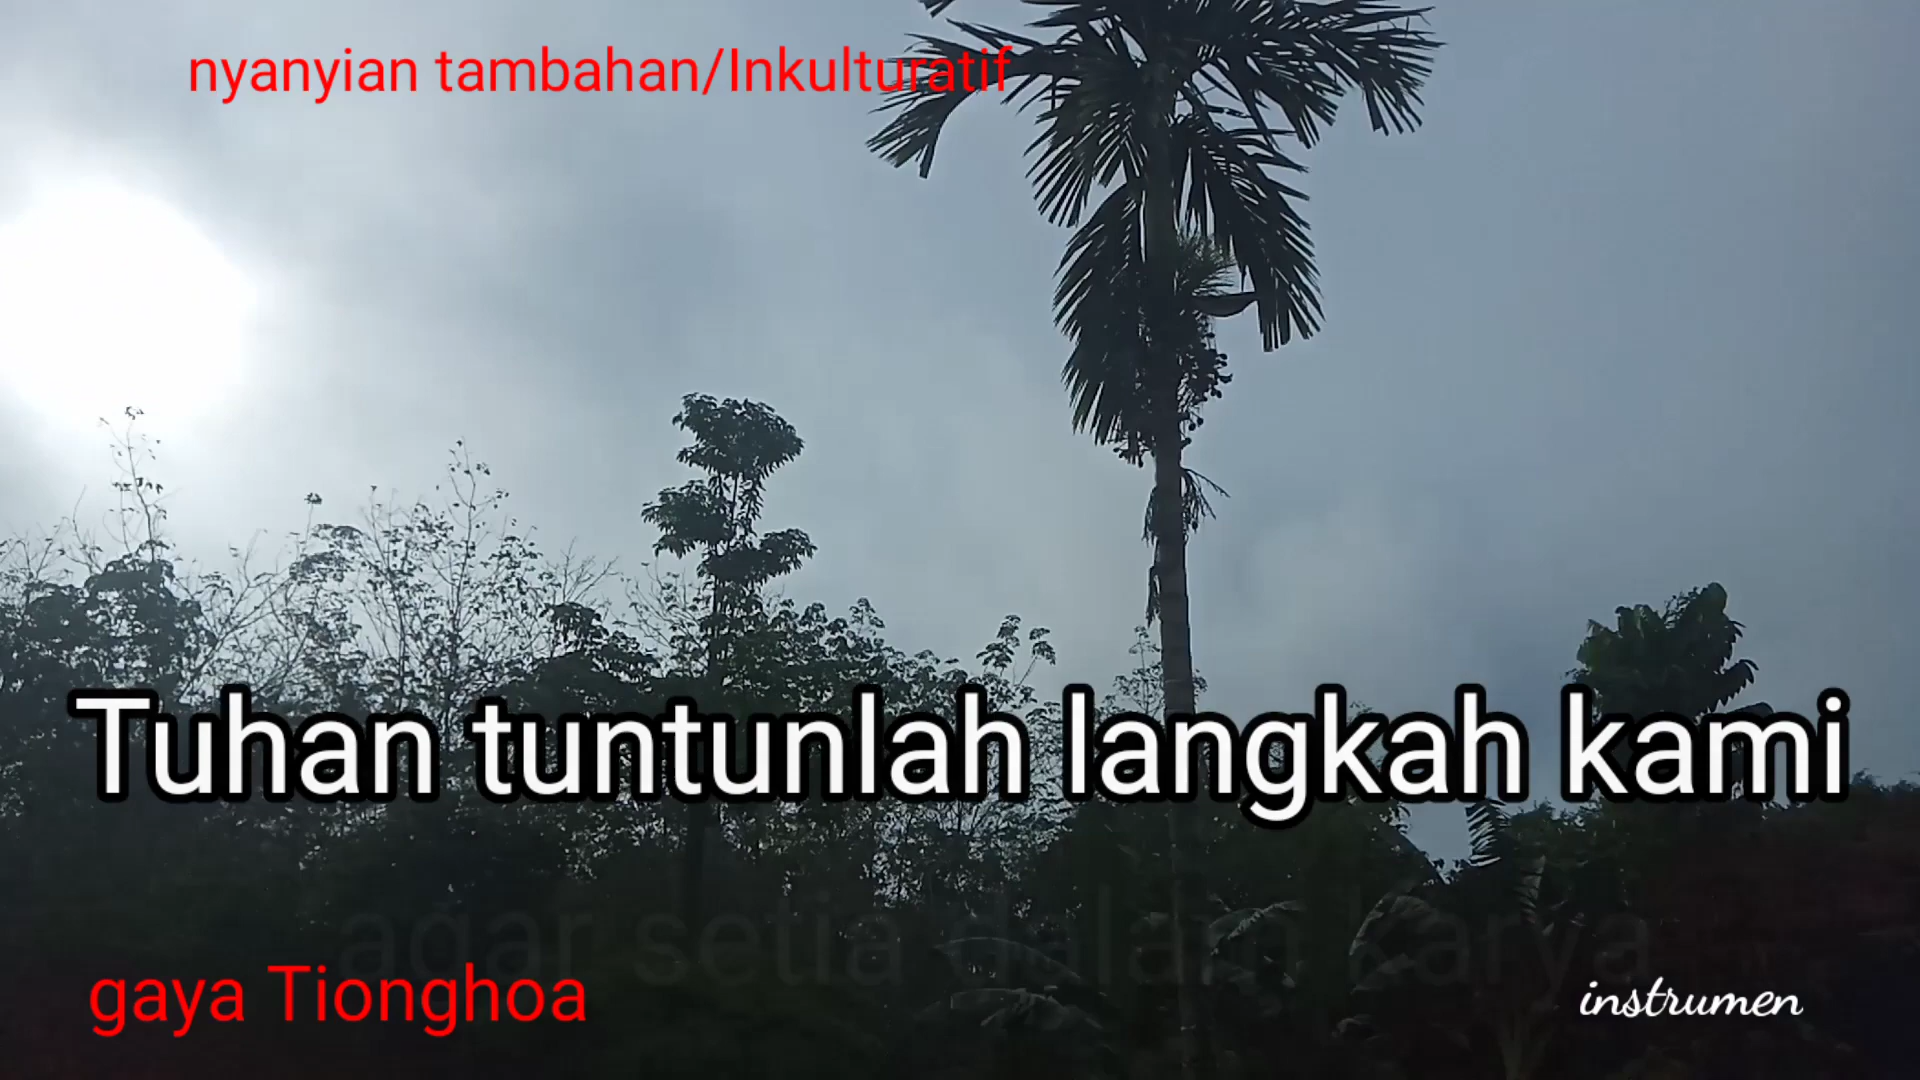 nyanyian tambahan/Inkulturatif
Tuhan tuntunlah langkah kami
agar setia dalam karya
gaya Tionghoa
instrumen